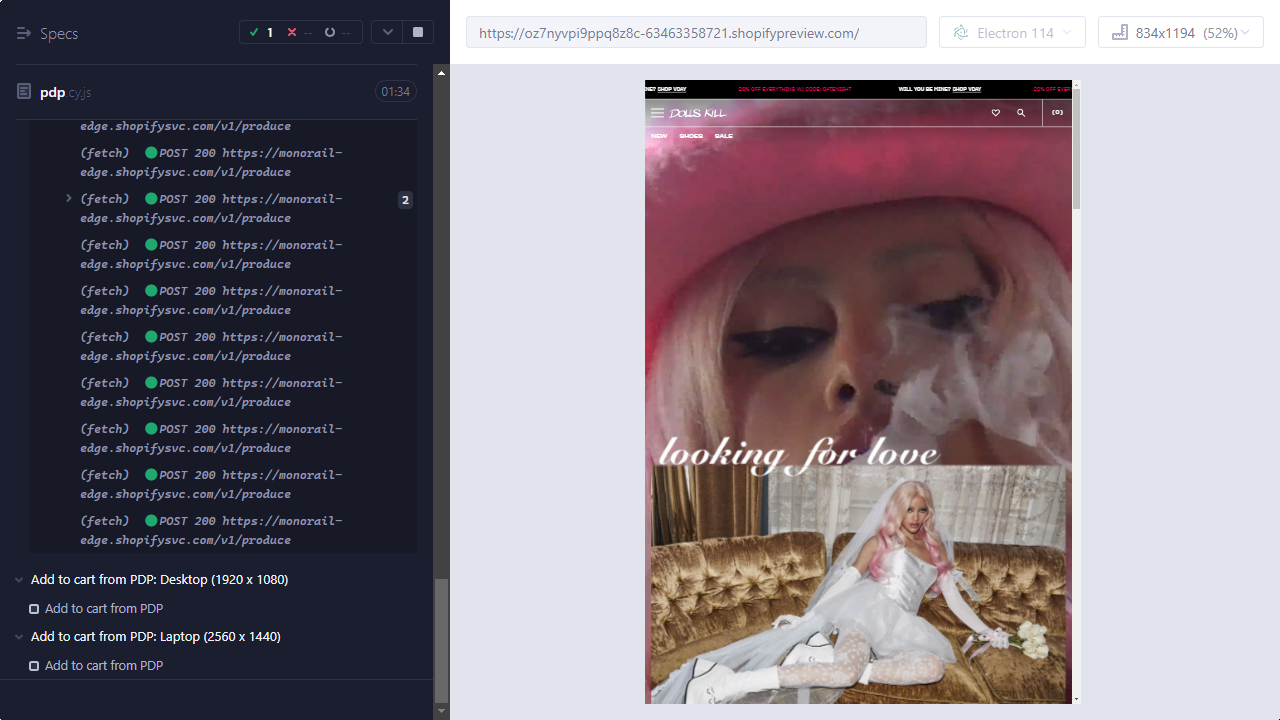 Specs
1
--
--
https://oz7nyvpi9ppq8z8c-63463358721.shopifypreview.com/
Electron 114
834x1194 (52%)
pdp.cy.js
01:34
edge.shopifysvc.com/v1/produce
(fetch) POST 200 https://monorail-
edge.shopifysvc.com/v1/produce
(fetch) POST 200 https://monorail-
2
edge.shopifysvc.com/v1/produce
(fetch) POST 200 https://monorail-
edge.shopifysvc.com/v1/produce
(fetch) POST 200 https://monorail-
edge.shopifysvc.com/v1/produce
(fetch) POST 200 https://monorail-
edge.shopifysvc.com/v1/produce
(fetch) POST 200 https://monorail-
edge.shopifysvc.com/v1/produce
(fetch) POST 200 https://monorail-
edge.shopifysvc.com/v1/produce
(fetch) POST 200 https://monorail-
edge.shopifysvc.com/v1/produce
(fetch) POST 200 https://monorail-
edge.shopifysvc.com/v1/produce
Add to cart from PDP: Desktop (1920 x 1080)
Add to cart from PDP
Add to cart from PDP: Laptop (2560 x 1440)
Add to cart from PDP
INE? SHOP VDAY 20% OFF EVERYTHING W/ CODE: DATENIGHT WILL YOU BE MINE? SHOP VDAY 20% OFF EVER
DOLLS KILL
(0)
NEW SHOES SALE
looking for love